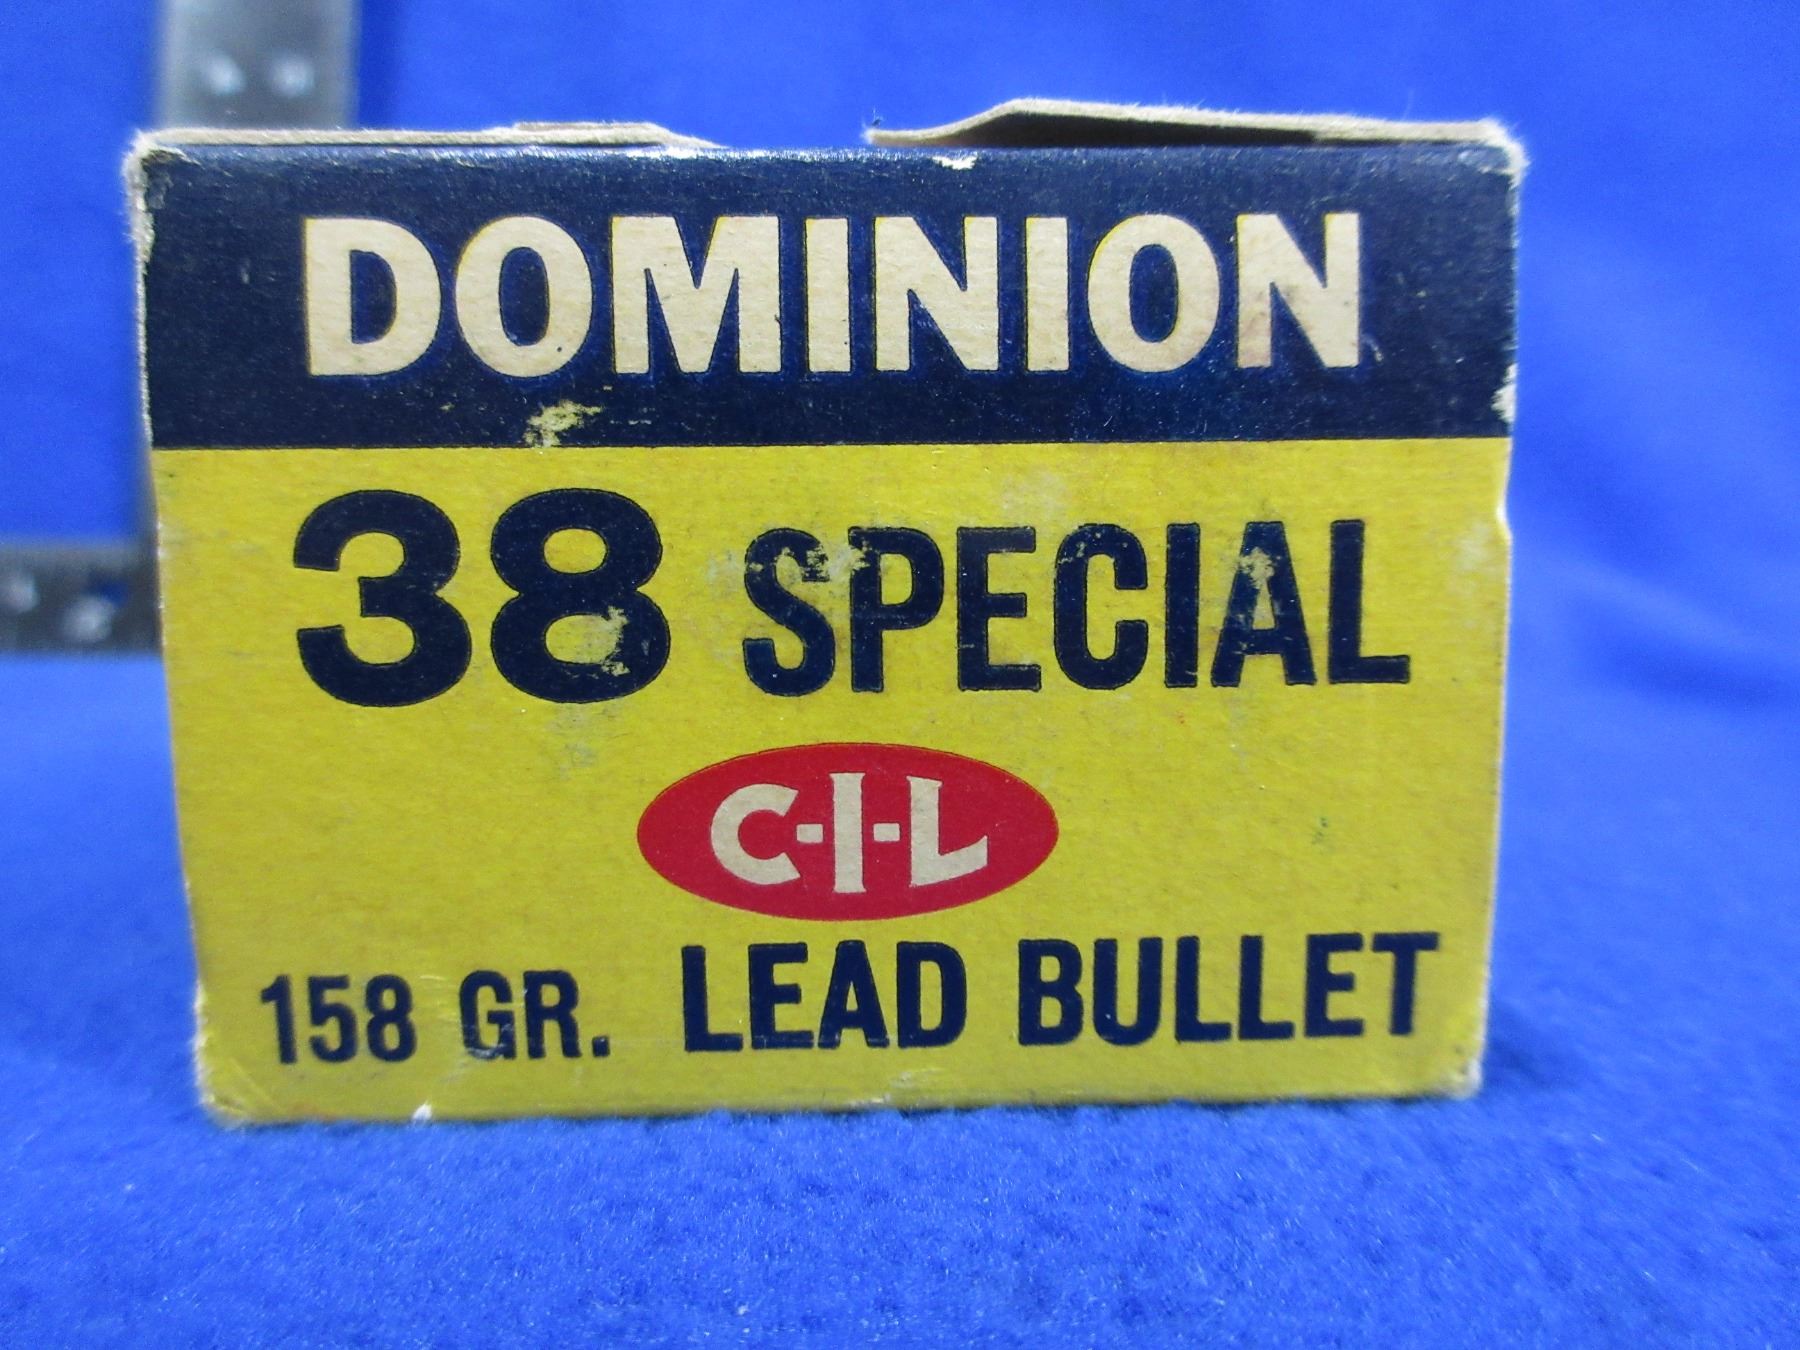 DOMINION
38 SPECIAL
C-I-L
158 GR. LEAD BULLET